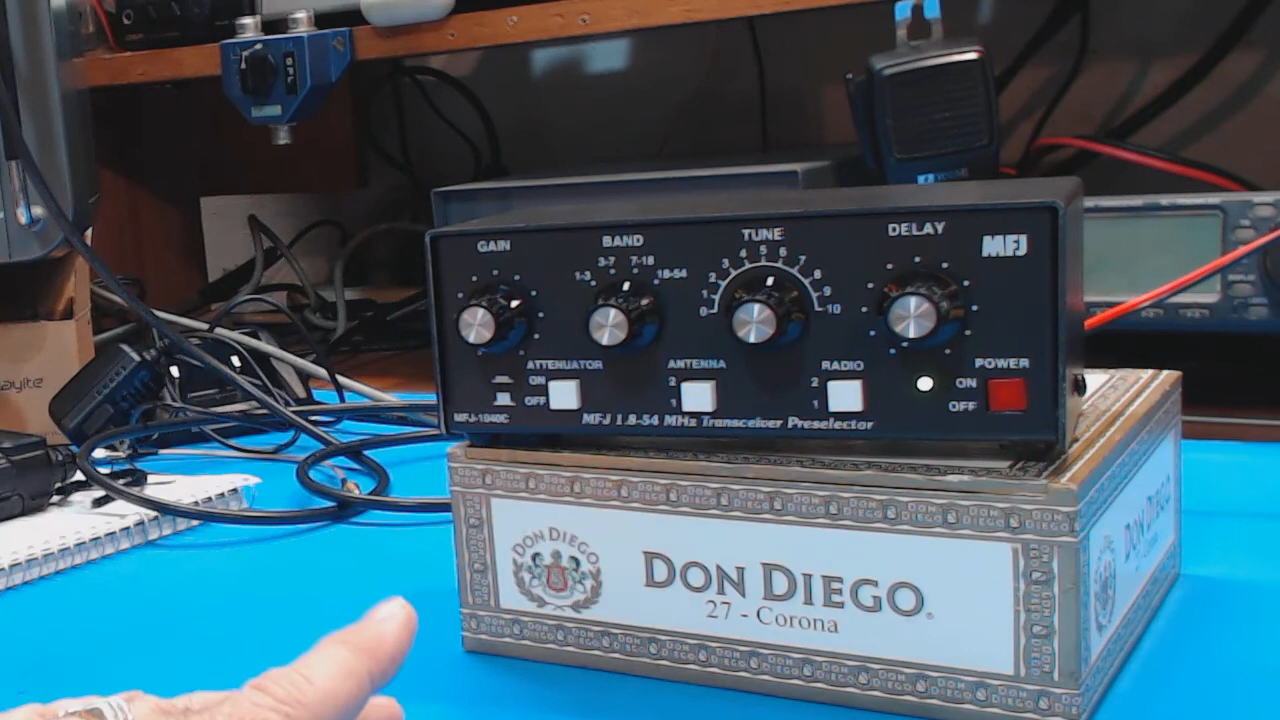 GAIN
BAND
TUNE
DELAY
MFJ
1-3
3-7
7-18
18-54
0 1 2 3 4 5 6 7 8 9 10
ATTENUATOR
ON
OFF
ANTENNA
2
1
RADIO
2
1
POWER
ON
OFF
MFJ-1040C
MFJ 1.8-54 MHz Transceiver Preselector
DON DIEGO
DON DIEGO®
27 - Corona
DON DIEGO